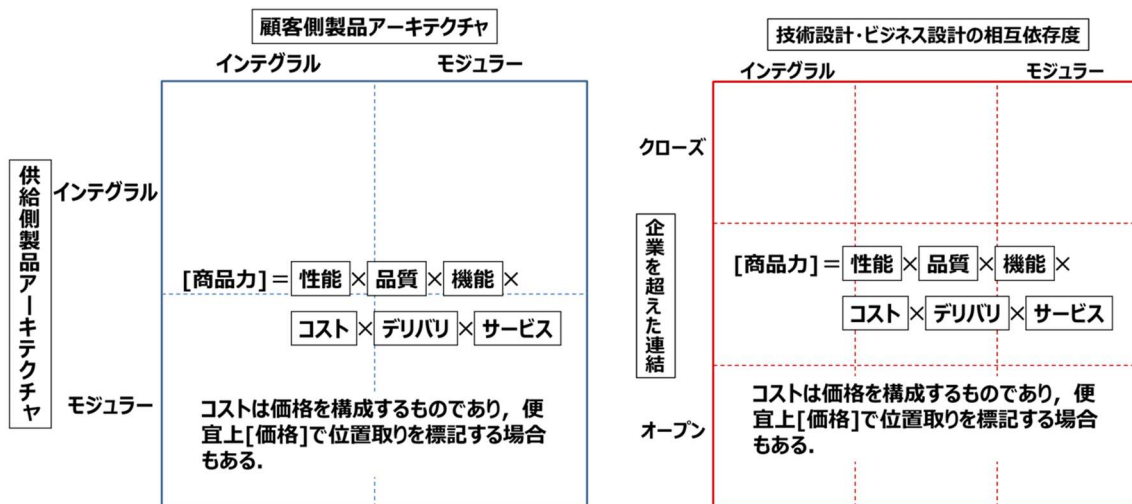 顧客側製品アーキテクチャ
インテグラル
モジュラー
供給側製品アーキテクチャ
インテグラル
モジュラー
[商品力]＝性能×品質×機能×
コスト×デリバリ×サービス
コストは価格を構成するものであり，便
宜上[価格]で位置取りを標記する場合
もある．
技術設計・ビジネス設計の相互依存度
インテグラル
モジュラー
クローズ
企業を超えた連結
オープン
[商品力]＝性能×品質×機能×
コスト×デリバリ×サービス
コストは価格を構成するものであり，便
宜上[価格]で位置取りを標記する場合
もある．